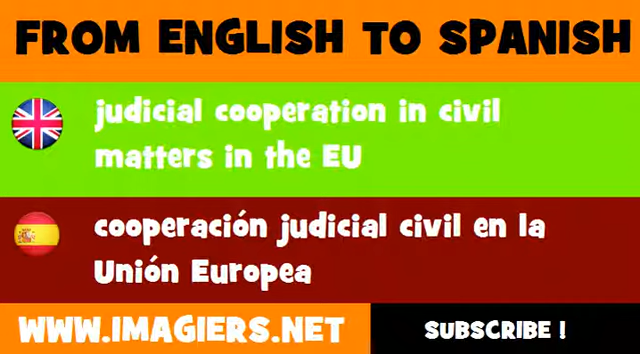 FROM ENGLISH TO SPANISH
judicial cooperation in civil
matters in the EU
cooperación judicial civil en la
Unión Europea
WWW.IMAGIERS.NET
SUBSCRIBE !